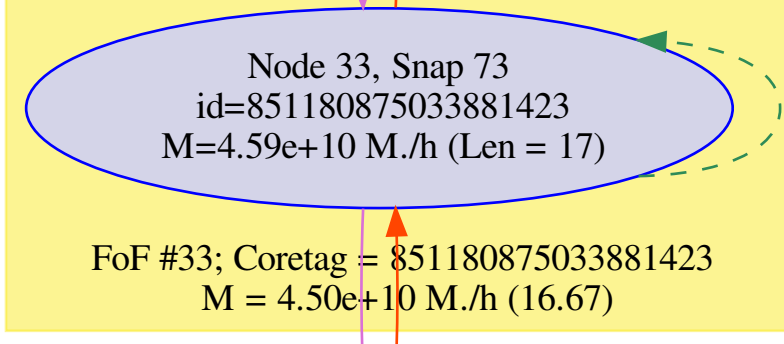 Node 33, Snap 73
id=851180875033881423
M=4.59e+10 M./h (Len = 17)
FoF #33; Coretag = 851180875033881423
M = 4.50e+10 M./h (16.67)